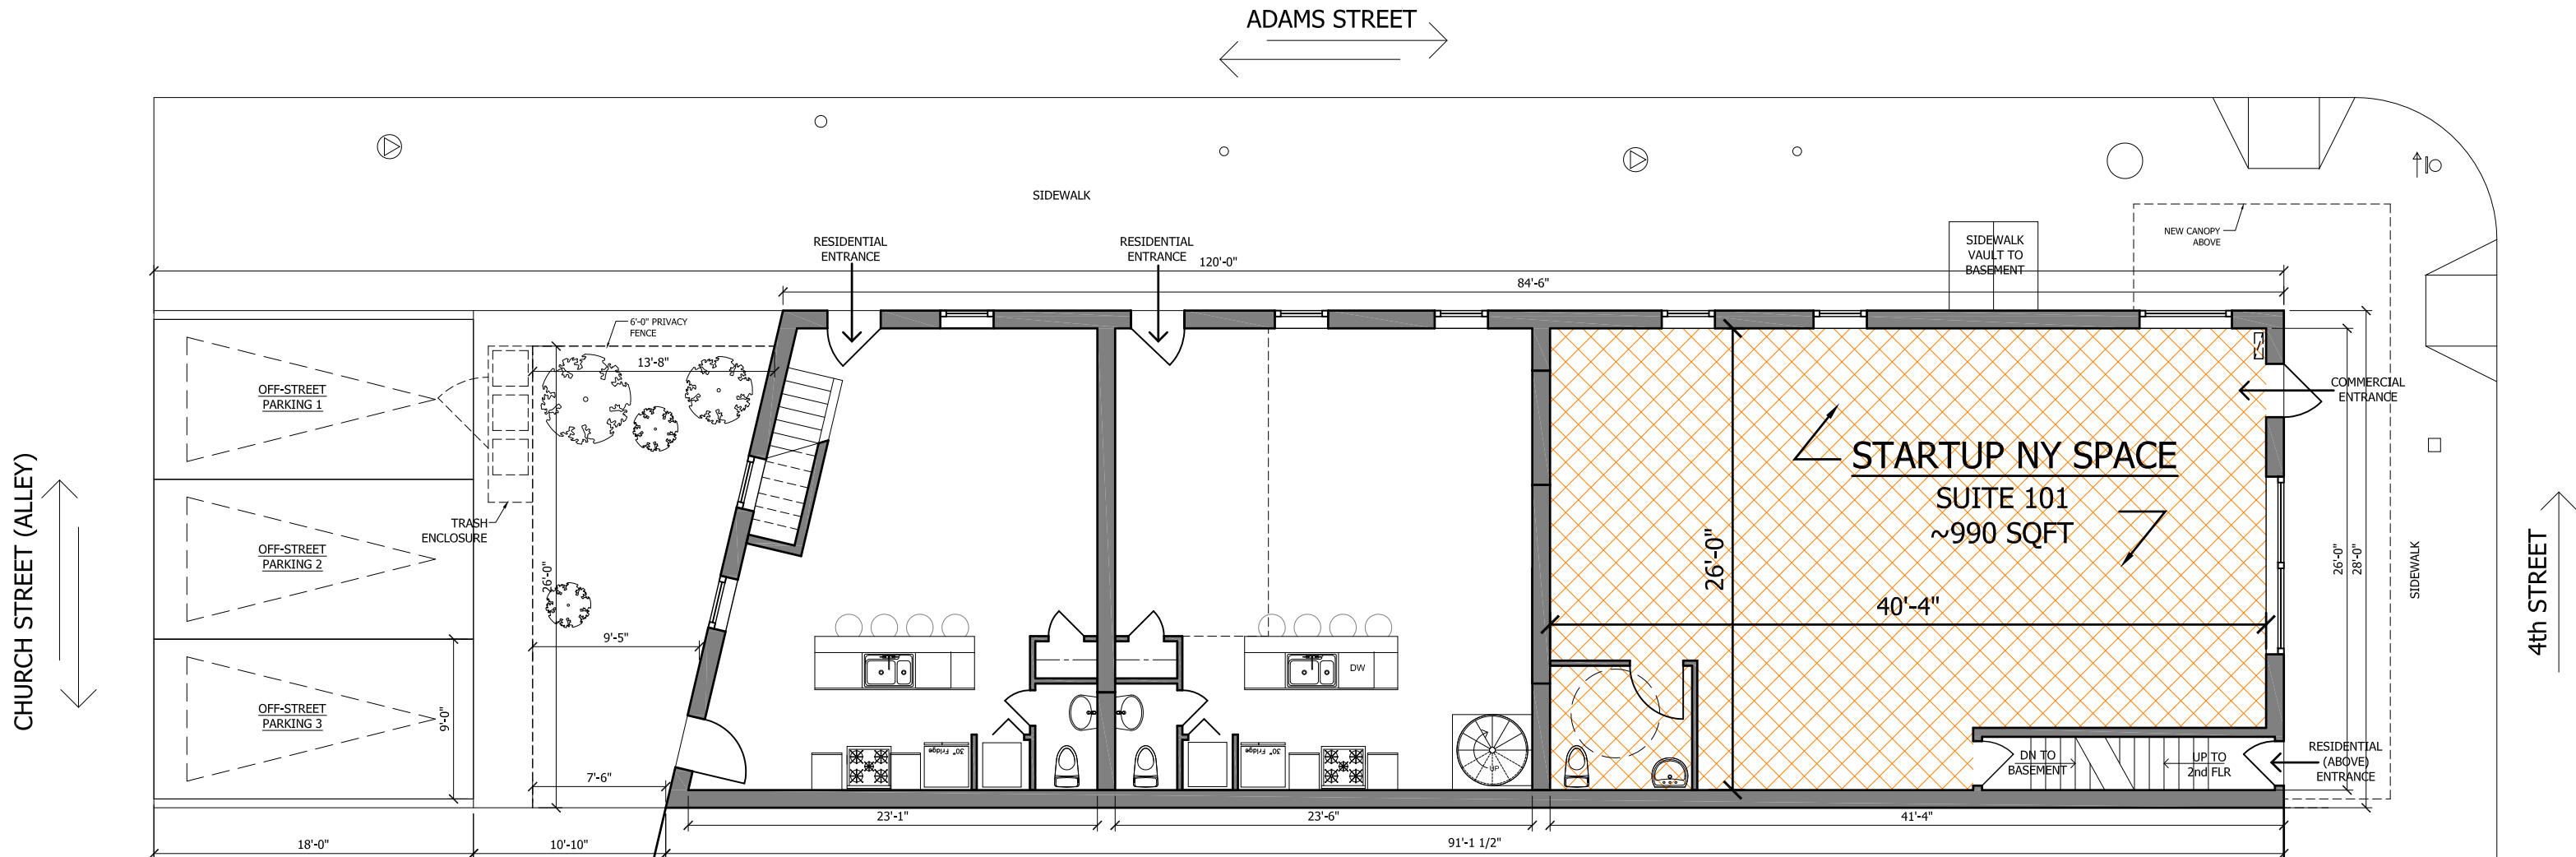 ADAMS STREET
SIDEWALK
RESIDENTIAL
ENTRANCE
RESIDENTIAL
ENTRANCE
120'-0"
84'-6"
SIDEWALK
VAULT TO
BASEMENT
NEW CANOPY
ABOVE
6'-0" PRIVACY
FENCE
13'-8"
OFF-STREET
PARKING 1
COMMERCIAL
ENTRANCE
STARTUP NY SPACE
SUITE 101
~990 SQFT
TRASH
ENCLOSURE
OFF-STREET
PARKING 2
26'-0"
26'-0"
26'-0"
28'-0"
SIDEWALK
CHURCH STREET (ALLEY)
4th STREET
40'-4"
9'-5"
DW
OFF-STREET
PARKING 3
9'-0"
30" Fridge
30" Fridge
UP
DN TO
BASEMENT
UP TO
2nd FLR
RESIDENTIAL
(ABOVE)
ENTRANCE
7'-6"
23'-1"
23'-6"
41'-4"
18'-0"
10'-10"
91'-1 1/2"